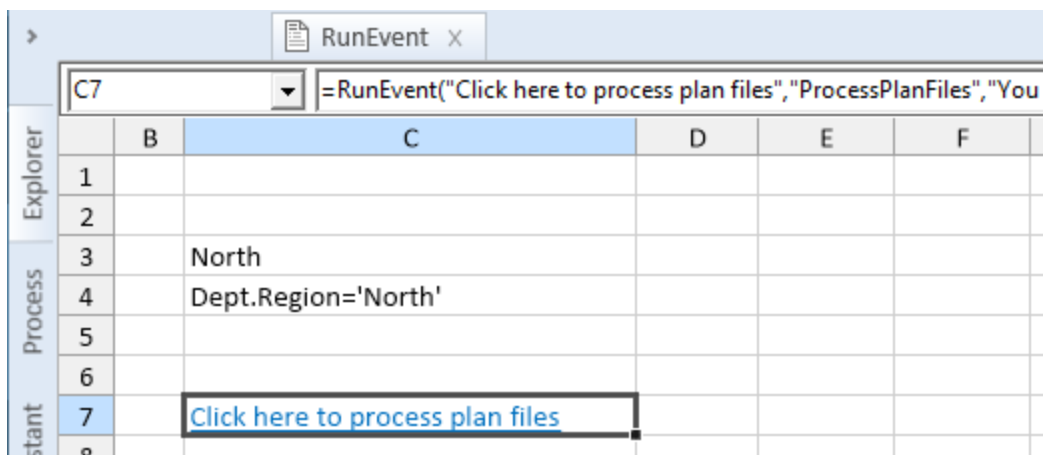 RunEvent
C7
=RunEvent("Click here to process plan files","ProcessPlanFiles","You
B C D E F
1
2
3 North
4 Dept.Region='North'
5
6
7 Click here to process plan files
8
Explorer
Process
stant